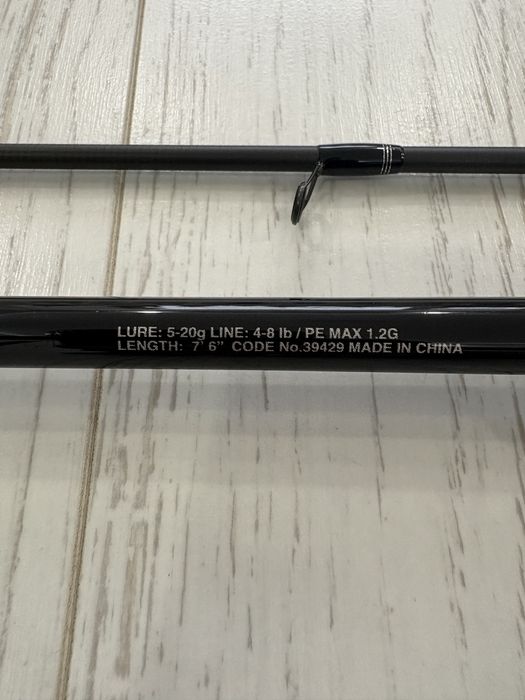 LURE: 5-20g LINE: 4-8 lb / PE MAX 1.2G
LENGTH: 7' 6" CODE No.39429 MADE IN CHINA